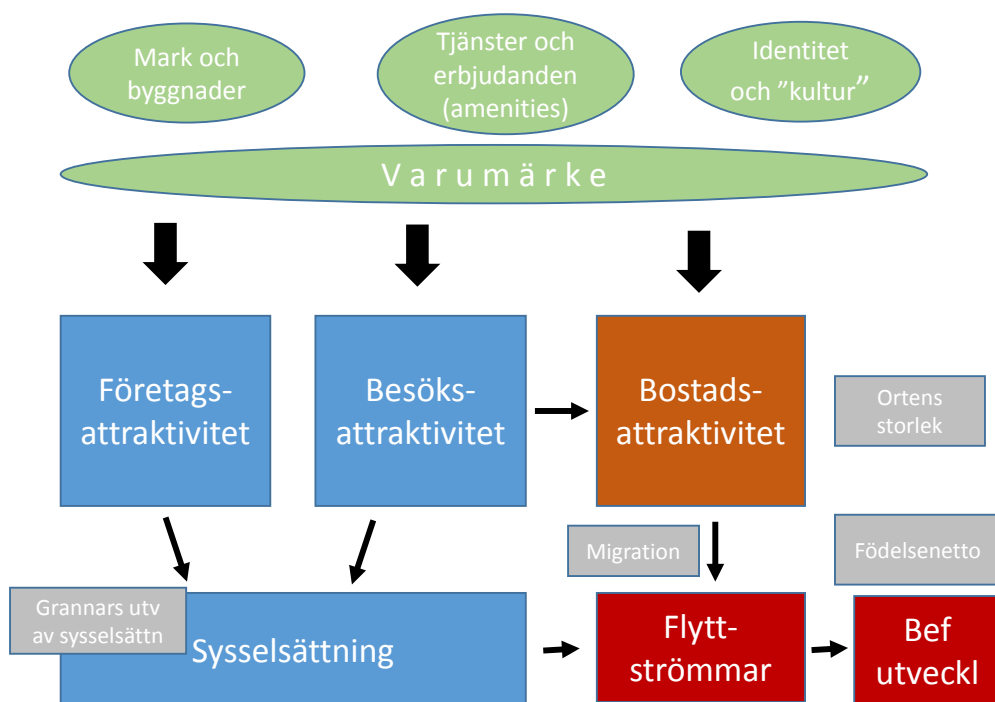 Mark och
byggnader
Tjänster och
erbjudanden
(amenities)
Identitet
och ”kultur”
Varumärke
Företags-
attraktivitet
Besöks-
attraktivitet
Bostads-
attraktivitet
Ortens
storlek
Migration
Födelsenetto
Grannars utv
av sysselsättn
Sysselsättning
Flytt-
strömmar
Bef
utveckl